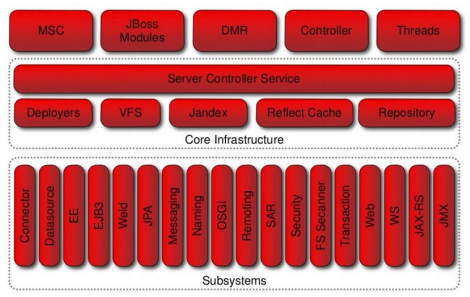 MSC
JBoss
Modules
DMR
Controller
Threads
Server Controller Service
Deployers
VFS
Jandex
Reflect Cache
Repository
Core Infrastructure
Connector
Datasource
EE
EJB3
Weld
JPA
Messaging
Naming
OSGi
Remoting
SAR
Security
FS Secanner
Transaction
Web
WS
JAX-RS
JMX
Subsystems